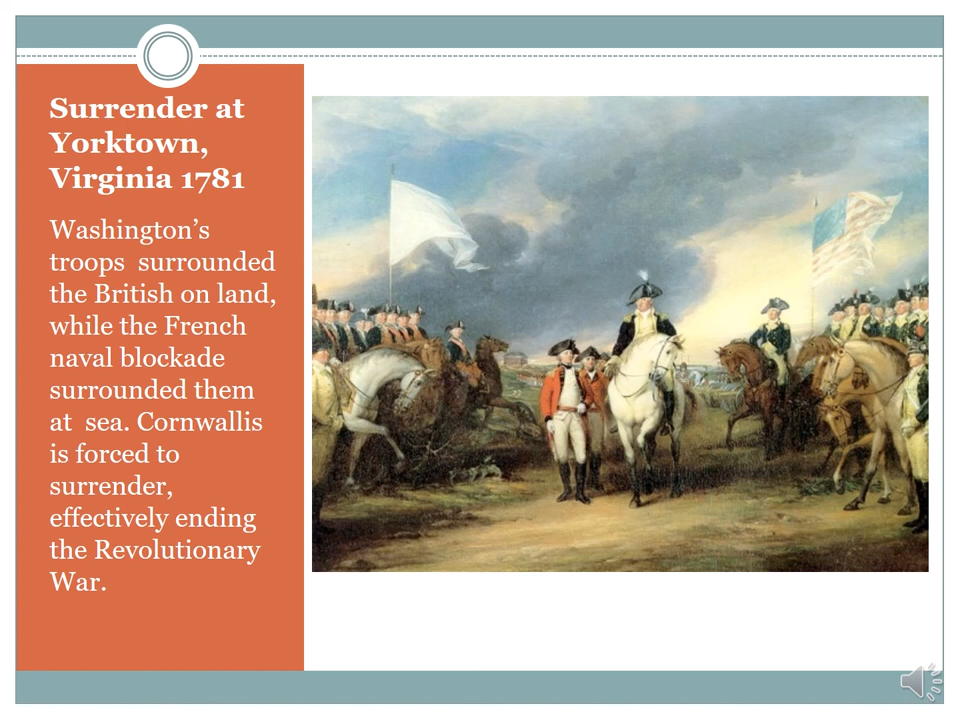 Surrender at
Yorktown,
Virginia 1781
Washington’s
troops  surrounded
the British on land,
while the French
naval blockade
surrounded them
at  sea. Cornwallis
is forced to
surrender,
effectively ending
the Revolutionary
War.